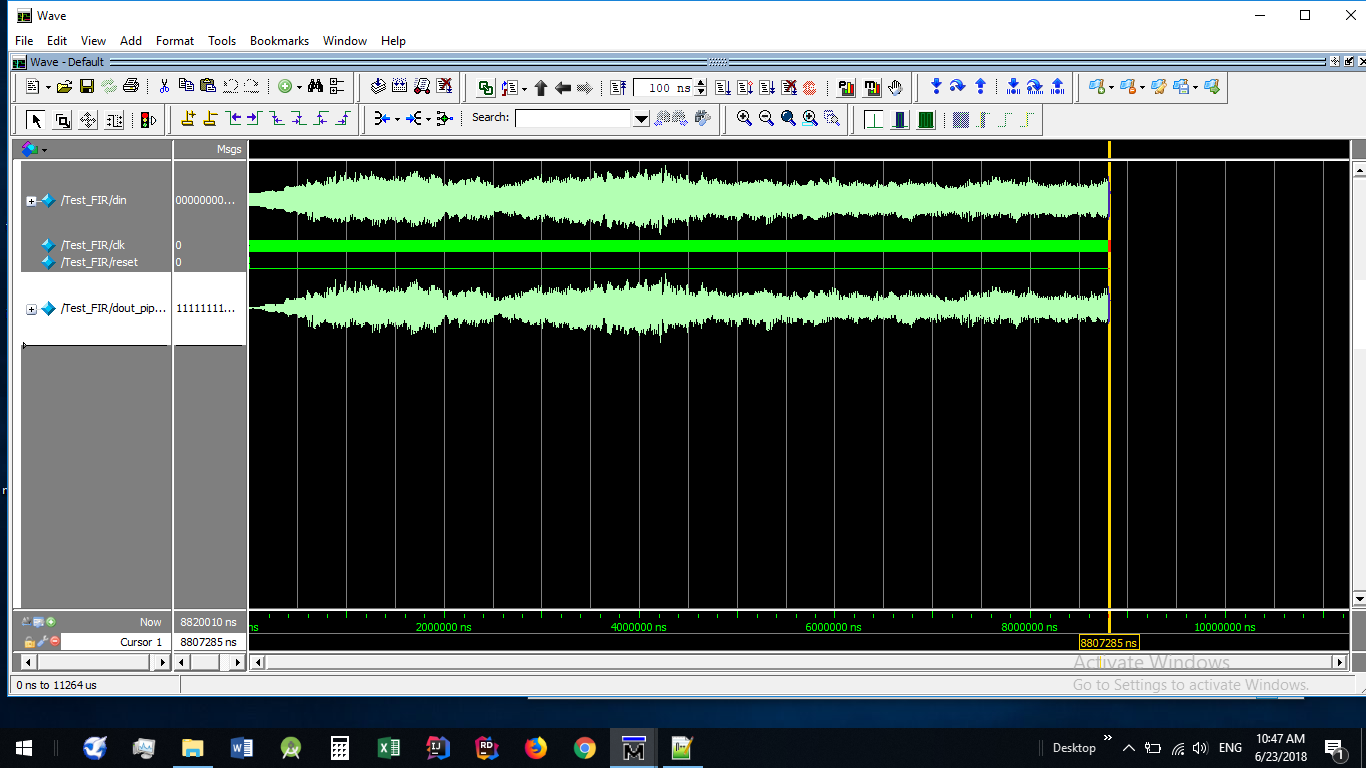 Wave
File Edit View Add Format Tools Bookmarks Window Help
Wave - Default
100 ns
Search:
Msgs
/Test_FIR/din 00000000...
/Test_FIR/clk 0
/Test_FIR/reset 0
/Test_FIR/dout_pip... 11111111...
Now 8820010 ns
ns 2000000 ns 4000000 ns 6000000 ns 8000000 ns 10000000 ns
Cursor 1 8807285 ns
8807285 ns
Activate Windows
Go to Settings to activate Windows.
0 ns to 11264 us
Desktop ENG 10:47 AM
6/23/2018
1